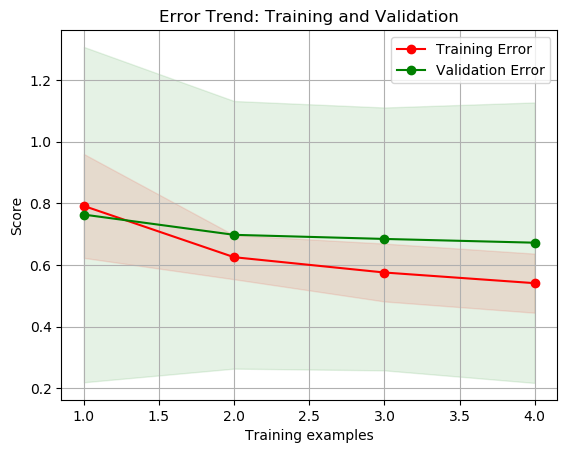 Error Trend: Training and Validation
Training Error
Validation Error
Score
1.2
1.0
0.8
0.6
0.4
0.2
1.0
1.5
2.0
2.5
3.0
3.5
4.0
Training examples